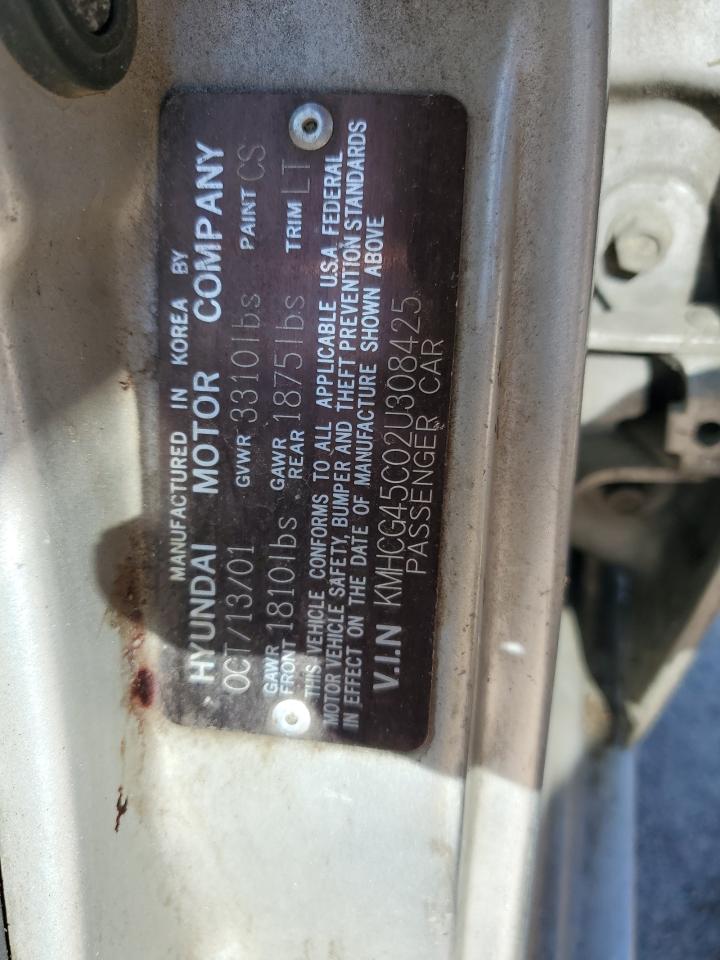 MANUFACTURED IN KOREA BY
HYUNDAI MOTOR COMPANY
OCT/13/01 GVWR 3310lbs PAINT CS
GAWR FRONT 1810lbs GAWR REAR 1875lbs TRIM LT
THIS VEHICLE CONFORMS TO ALL APPLICABLE U.S.A. FEDERAL
MOTOR VEHICLE SAFETY, BUMPER AND THEFT PREVENTION STANDARDS
IN EFFECT ON THE DATE OF MANUFACTURE SHOWN ABOVE
V.I.N KMHCG45C02U308425
PASSENGER CAR